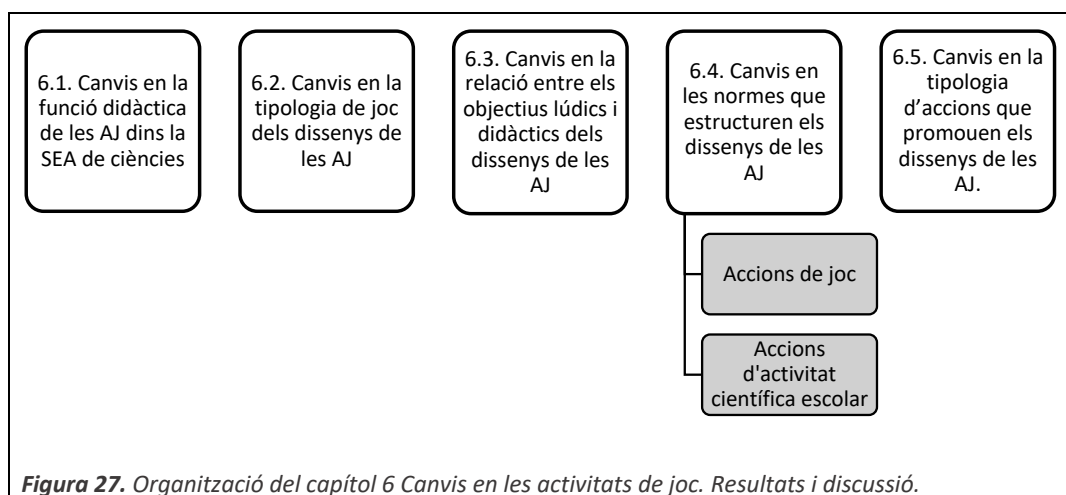 6.1. Canvis en la
funció didàctica
de les AJ dins la
SEA de ciències
6.2. Canvis en la
tipologia de joc
dels dissenys de
les AJ
6.3. Canvis en la
relació entre els
objectius lúdics i
didàctics dels
dissenys de les
AJ
6.4. Canvis en
les normes que
estructuren els
dissenys de les
AJ
6.5. Canvis en la
tipologia
d’accions que
promouen els
dissenys de les
AJ.
Accions de joc
Accions
d'activitat
científica escolar
Figura 27. Organització del capítol 6 Canvis en les activitats de joc. Resultats i discussió.